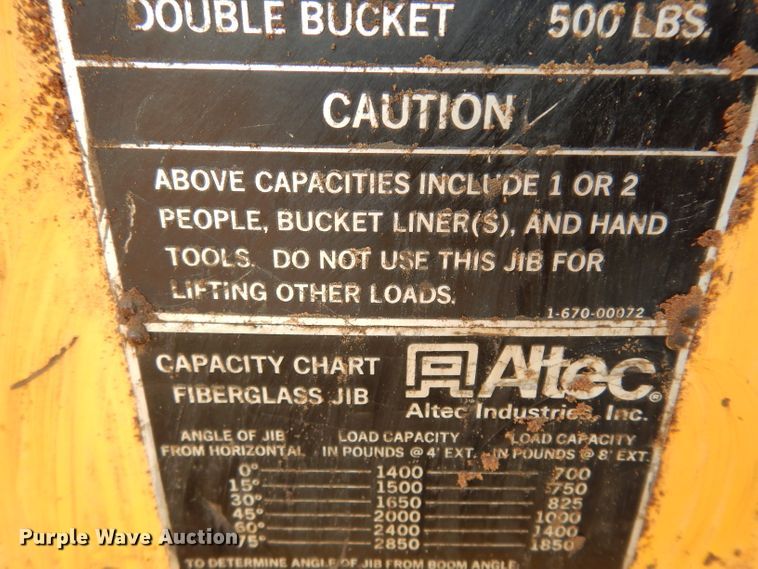 DOUBLE BUCKET 500 LBS.
CAUTION
ABOVE CAPACITIES INCLUDE 1 OR 2
PEOPLE, BUCKET LINER(S), AND HAND
TOOLS. DO NOT USE THIS JIB FOR
LIFTING OTHER LOADS.
1-670-00072
CAPACITY CHART
FIBERGLASS JIB
Altec®
Altec Industries, Inc.
ANGLE OF JIB LOAD CAPACITY LOAD CAPACITY
FROM HORIZONTAL IN POUNDS @ 4' EXT. IN POUNDS @ 8' EXT.
0° 1400 700
15° 1500 750
30° 1650 825
45° 2000 1000
60° 2400 1400
75° 2850 1850
TO DETERMINE ANGLE OF JIB FROM BOOM ANGLE
Purple Wave Auction